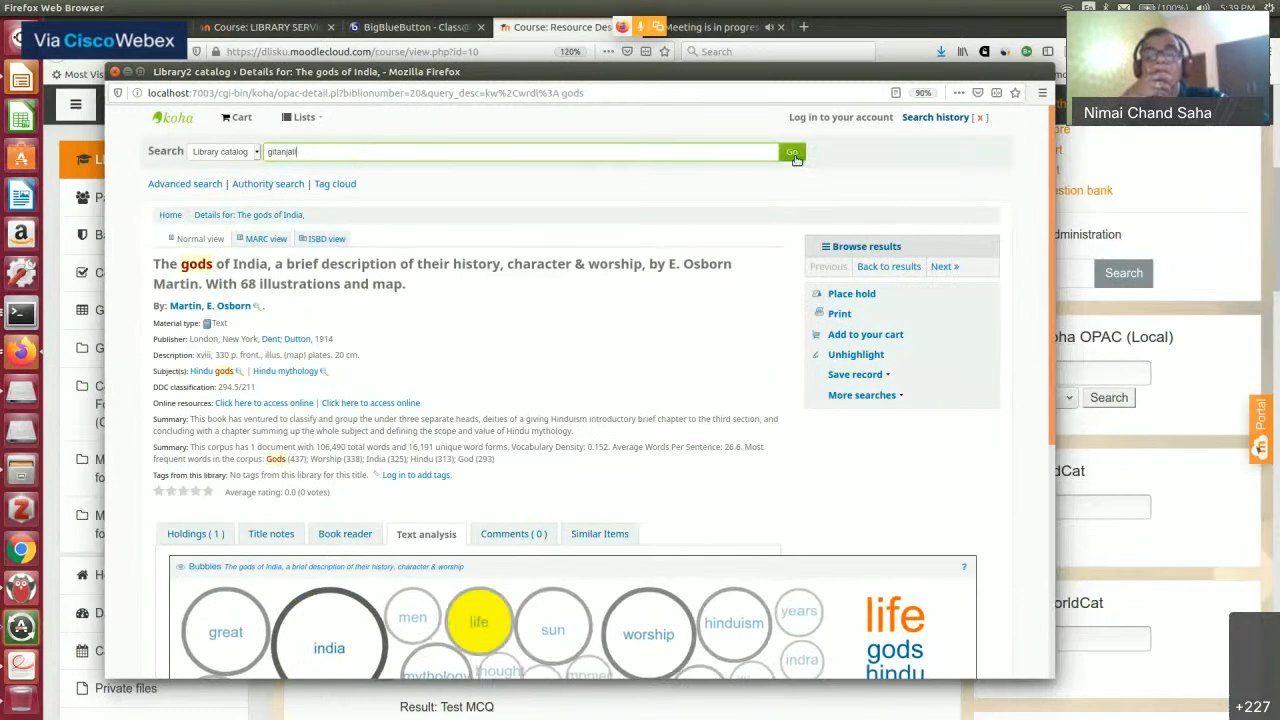 Firefox Web Browser
Via Cisco Webex
Course: LIBRARY SERV
BigBlueButton - Class@
Course: Resource Des
Meeting is in progres
https://dlisku.moodlecloud.com/course/view.php?id=10
120%
Search
Most Vis
Library2 catalog › Details for: The gods of India, - Mozilla Firefox
localhost:7003/cgi-bin/koha/opac-detail.pl?biblionumber=20&query_desc=kw%2Cwrdl%3A gods
90%
Nimai Chand Saha
koha
Cart
Lists
Log in to your account
Search history [ x ]
Search
Library catalog
gitanjali
Go
Advanced search | Authority search | Tag cloud
Home
Details for: The gods of India,
Normal view
MARC view
ISBD view
The gods of India, a brief description of their history, character & worship, by E. Osborn
Martin. With 68 illustrations and map.
By: Martin, E. Osborn .
Material type: Text
Publisher: London, New York, Dent; Dutton, 1914
Description: xviii, 330 p. front., illus. (map) plates. 20 cm.
Subject(s): Hindu gods | Hindu mythology
DDC classification: 294.5/211
Online resources: Click here to access online | Click here to access online
Summary: This book has ventured to classify and group the under three separate heads, deities of a giving Hinduism introductory brief chapter to the third section, and
concluding with a chapter summing up the whole subject and defining the scope and value of Hindu mythology.
Summary: This corpus has 1 document with 106,490 total words and 16,191 unique word forms. Vocabulary Density: 0.152. Average Words Per Sentence: 26.6. Most
frequent words in the corpus: Gods (437); Worship (338); India (325); Hindu (313); God (293)
Tags from this library: No tags from this library for this title. Log in to add tags.
Average rating: 0.0 (0 votes)
Browse results
Previous
Back to results
Next »
Place hold
Print
Add to your cart
Unhighlight
Save record
More searches
Holdings ( 1 )
Title notes
Book reader
Text analysis
Comments ( 0 )
Similar Items
Bubbles The gods of India, a brief description of their history, character & worship
?
great
india
men
life
sun
worship
hinduism
years
indra
mythology
thought
life
gods
hindu
estion bank
dministration
Search
oha OPAC (Local)
Search
Portal
dCat
orldCat
Private files
Result: Test MCQ
+227